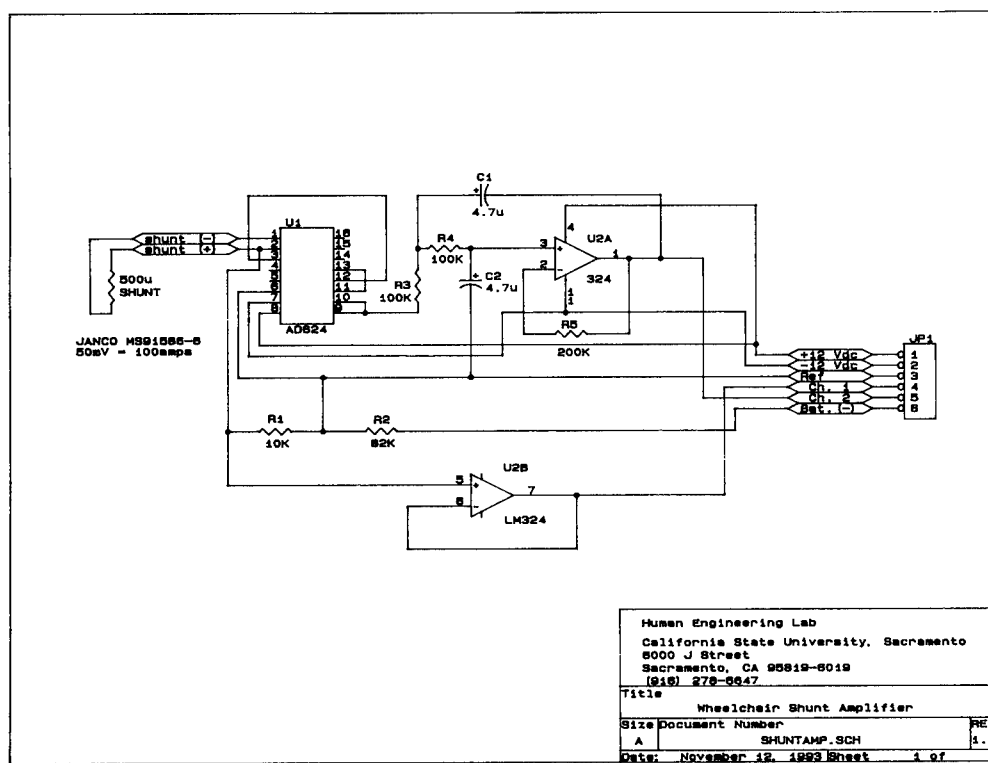 C1
4.7u
U1
shunt (-)
shunt (+)
1
2
3
4
5
6
7
8
16
15
14
13
12
11
10
9
AD624
500u
SHUNT
JANCO MS91586-6
50mV - 100amps
R4
100K
R3
100K
C2
4.7u
4
3
2
1
U2A
324
11
R5
200K
JP1
+12 Vdc
1
-12 Vdc
2
Ref
3
Ch. 1
4
Ch. 2
5
Bat. (-)
6
R1
10K
R2
82K
U2B
5
6
7
LM324
Human Engineering Lab
California State University, Sacramento
6000 J Street
Sacramento, CA 95819-6019
(916) 278-6647
Title
Wheelchair Shunt Amplifier
Size
Document Number
RE
A
SHUNTAMP.SCH
1.
Date: November 12, 1993
Sheet 1 of